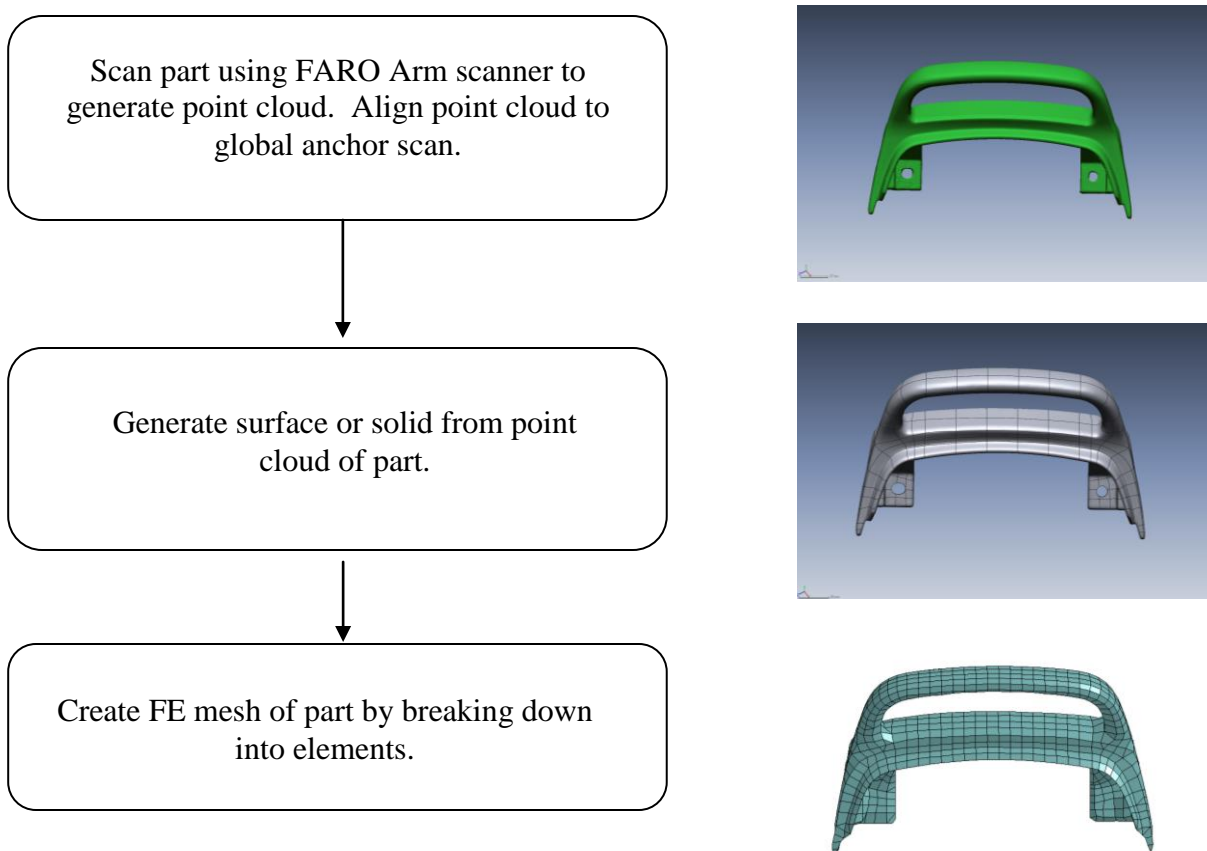 Scan part using FARO Arm scanner to
generate point cloud.  Align point cloud to
global anchor scan.
Generate surface or solid from point
cloud of part.
Create FE mesh of part by breaking down
into elements.